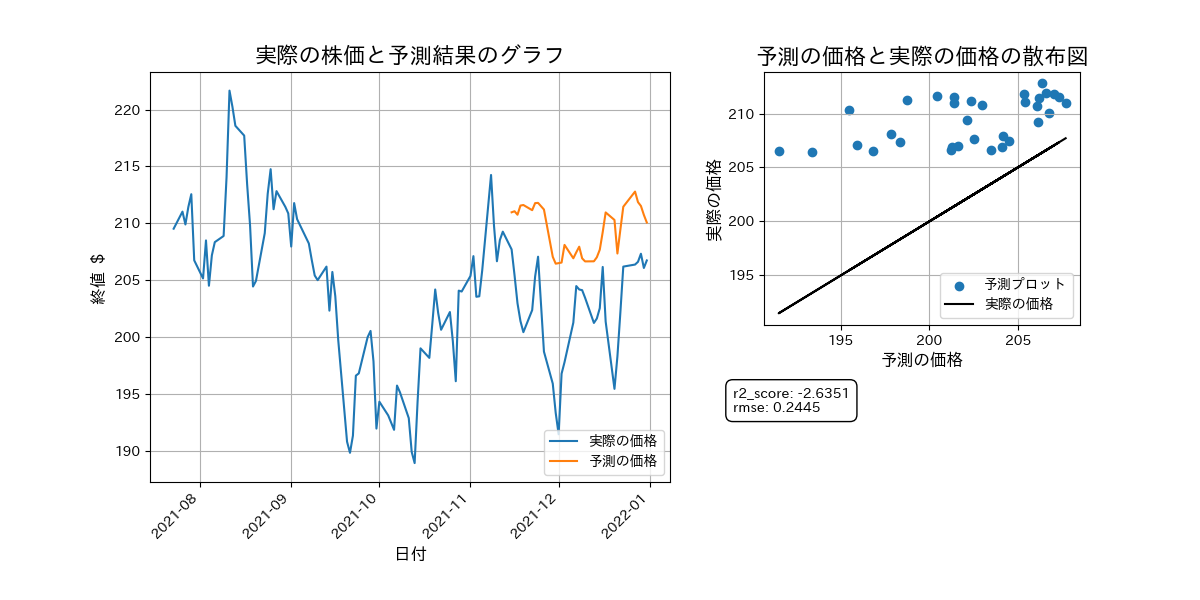 実際の株価と予測結果のグラフ
終値 $
220
215
210
205
200
195
190
2021-08
2021-09
2021-10
2021-11
2021-12
2022-01
日付
実際の価格
予測の価格
予測の価格と実際の価格の散布図
実際の価格
210
205
200
195
195
200
205
予測の価格
予測プロット
実際の価格
r2_score: -2.6351
rmse: 0.2445